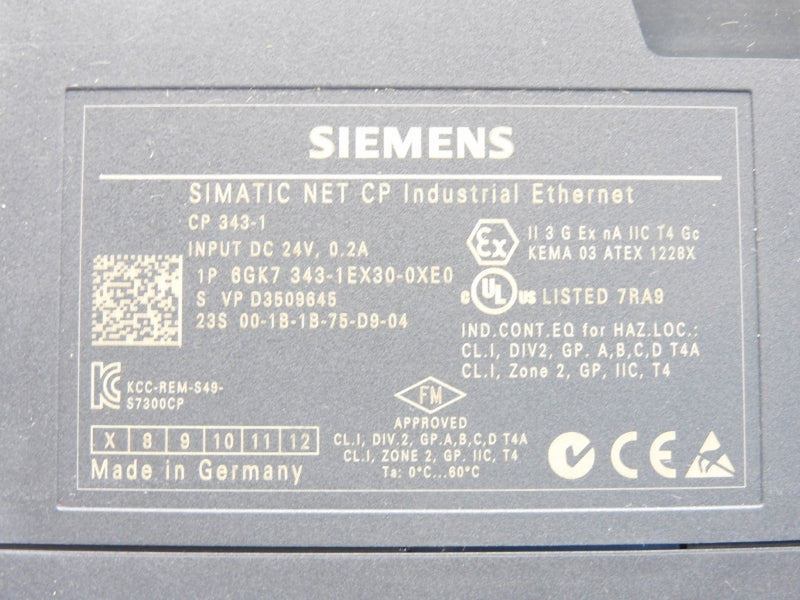 SIEMENS
SIMATIC NET CP Industrial Ethernet
CP 343-1
INPUT DC 24V, 0.2A
1P 6GK7 343-1EX30-0XE0
S VP D3509645
23S 00-1B-1B-75-D9-04
Ex II 3 G Ex nA IIC T4 Gc
KEMA 03 ATEX 1228X
c UL us LISTED 7RA9
IND.CONT.EQ for HAZ.LOC.:
CL.I, DIV2, GP. A,B,C,D T4A
CL.I, Zone 2, GP, IIC, T4
KCC-REM-S49-
S7300CP
FM
APPROVED
CL.I, DIV.2, GP.A,B,C,D T4A
CL.I, ZONE 2, GP. IIC, T4
Ta: 0°C...60°C
X 8 9 10 11 12
Made in Germany
CE